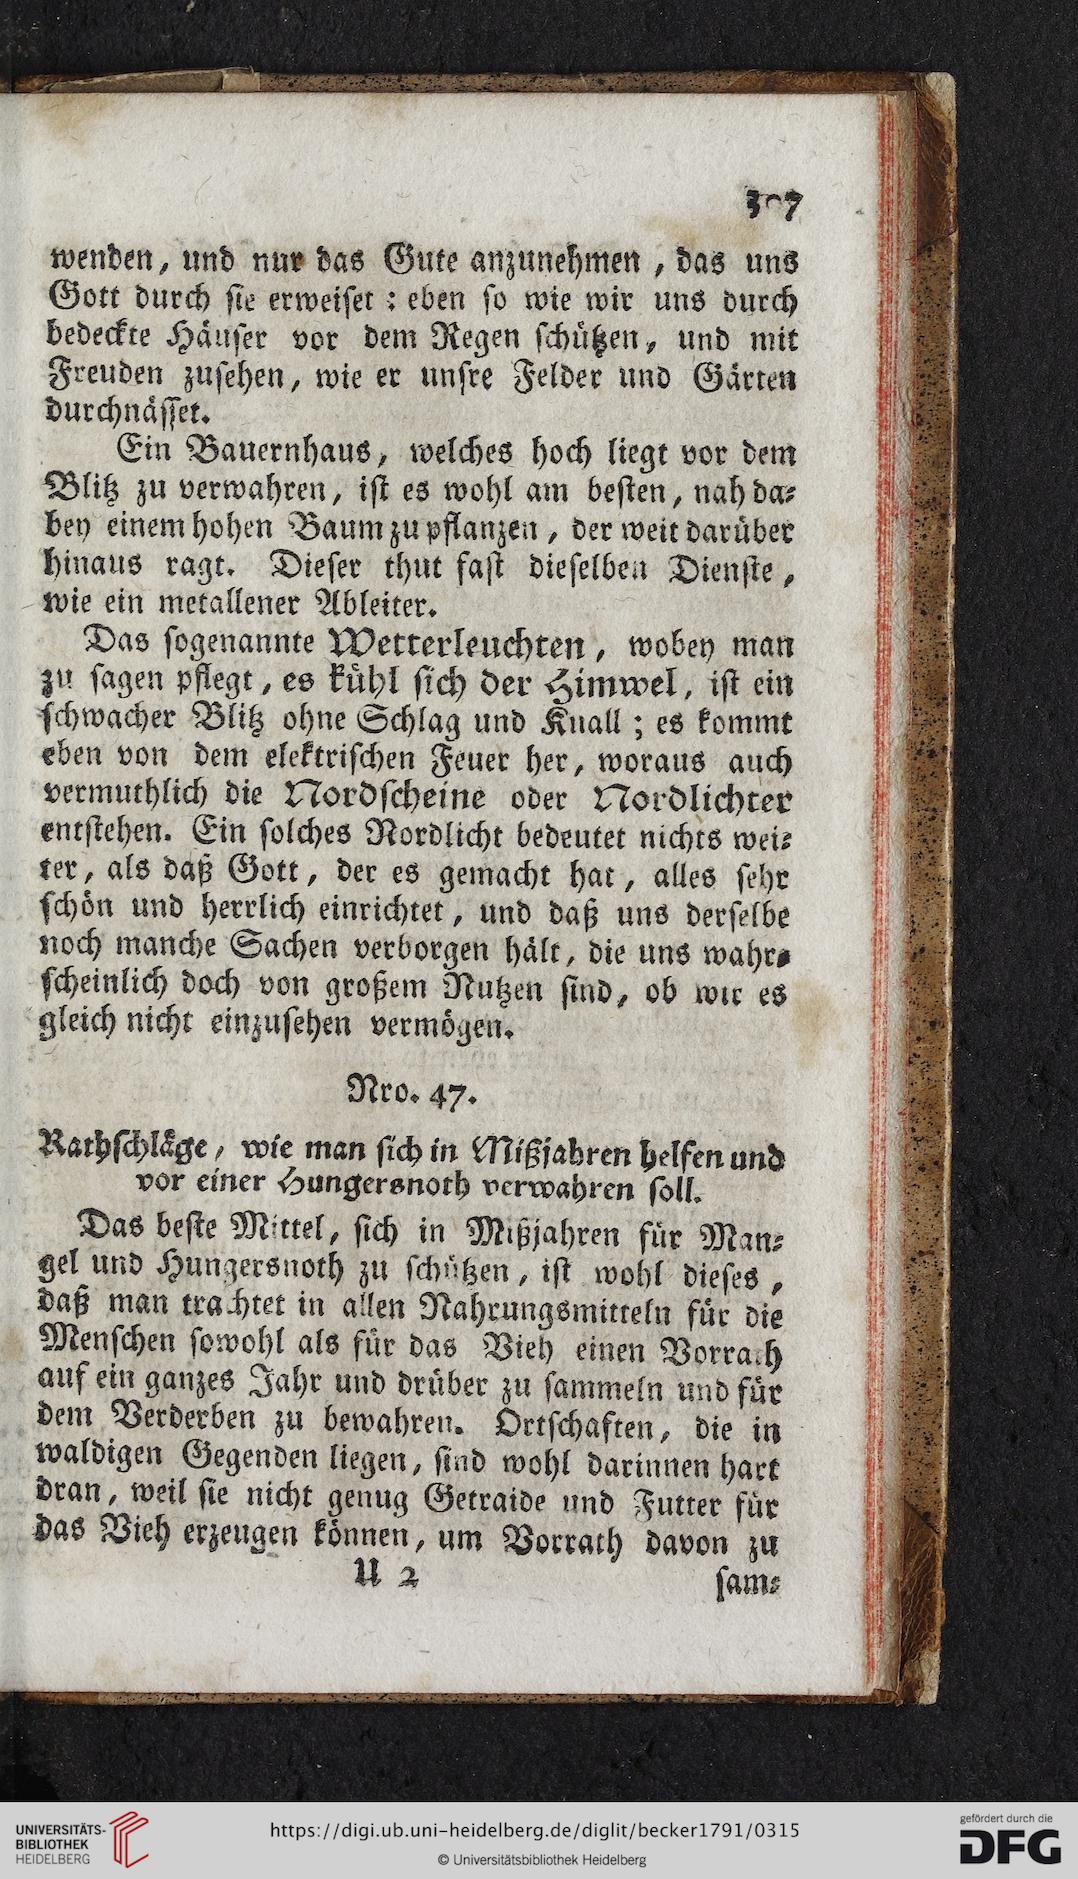 307
wenden, und nur das Gute anzunehmen, das uns
Gott durch sie erweiset: eben so wie wir uns durch
bedeckte Häuser vor dem Regen schützen, und mit
Freuden zusehen, wie er unsre Felder und Gärten
durchnässet.
Ein Bauernhaus, welches hoch liegt vor dem
Blitz zu verwahren, ist es wohl am besten, nah da-
bey einem hohen Baum zu pflanzen, der weit darüber
hinaus ragt. Dieser thut fast dieselben Dienste,
wie ein metallener Ableiter.
Das sogenannte Wetterleuchten, wobey man
zu sagen pflegt, es kühl sich der Himwel, ist ein
schwacher Blitz ohne Schlag und Knall; es kommt
eben von dem elektrischen Feuer her, woraus auch
vermuthlich die Nordscheine oder Nordlichter
entstehen. Ein solches Nordlicht bedeutet nichts wei-
ter, als daß Gott, der es gemacht hat, alles sehr
schön und herrlich einrichtet, und daß uns derselbe
noch manche Sachen verborgen hält, die uns wahr-
scheinlich doch von großem Nutzen sind, ob wir es
gleich nicht einzusehen vermögen.
Nro. 47.
Rathschläge, wie man sich in Mißjahren helfen und
vor einer Hungersnoth verwahren soll.
Das beste Mittel, sich in Mißjahren für Man-
gel und Hungersnoth zu schützen, ist wohl dieses,
daß man trachtet in allen Nahrungsmitteln für die
Menschen sowohl als für das Vieh einen Vorrath
auf ein ganzes Jahr und drüber zu sammeln und für
dem Verderben zu bewahren. Ortschaften, die in
waldigen Gegenden liegen, sind wohl darinnen hart
dran, weil sie nicht genug Getraide und Futter für
das Vieh erzeugen können, um Vorrath davon zu
U 2
sam-
UNIVERSITÄTS-
BIBLIOTHEK
HEIDELBERG
https://digi.ub.uni-heidelberg.de/diglit/becker1791/0315
© Universitätsbibliothek Heidelberg
gefördert durch die
DFG